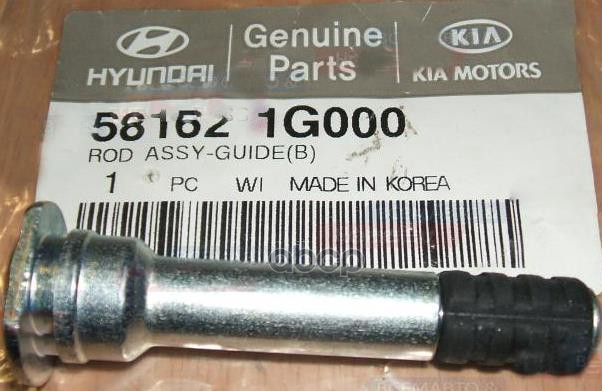 HYUNDAI
Genuine
Parts
KIA
KIA MOTORS
58162 1G000
ROD ASSY-GUIDE(B)
1 PC WI MADE IN KOREA